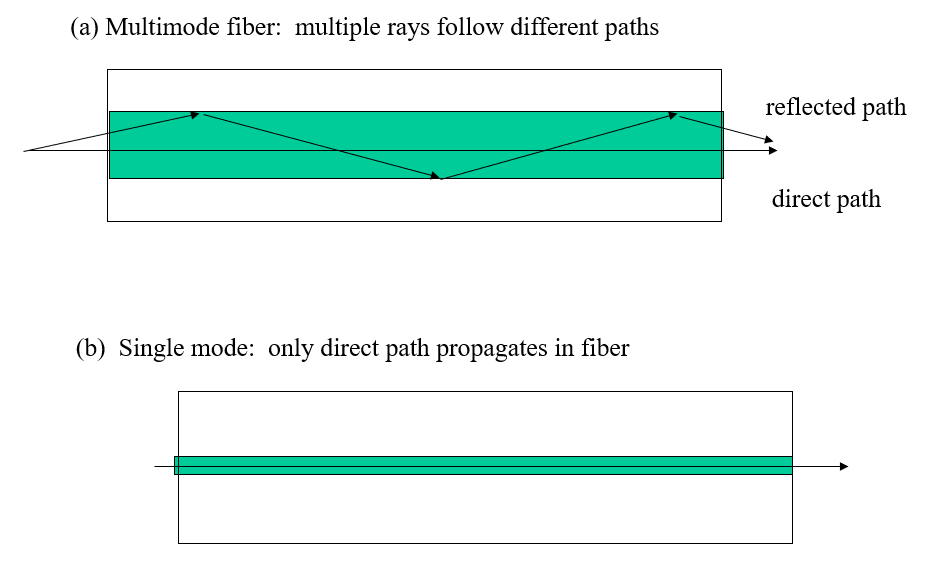 (a) Multimode fiber:  multiple rays follow different paths
reflected path
direct path
(b)  Single mode:  only direct path propagates in fiber